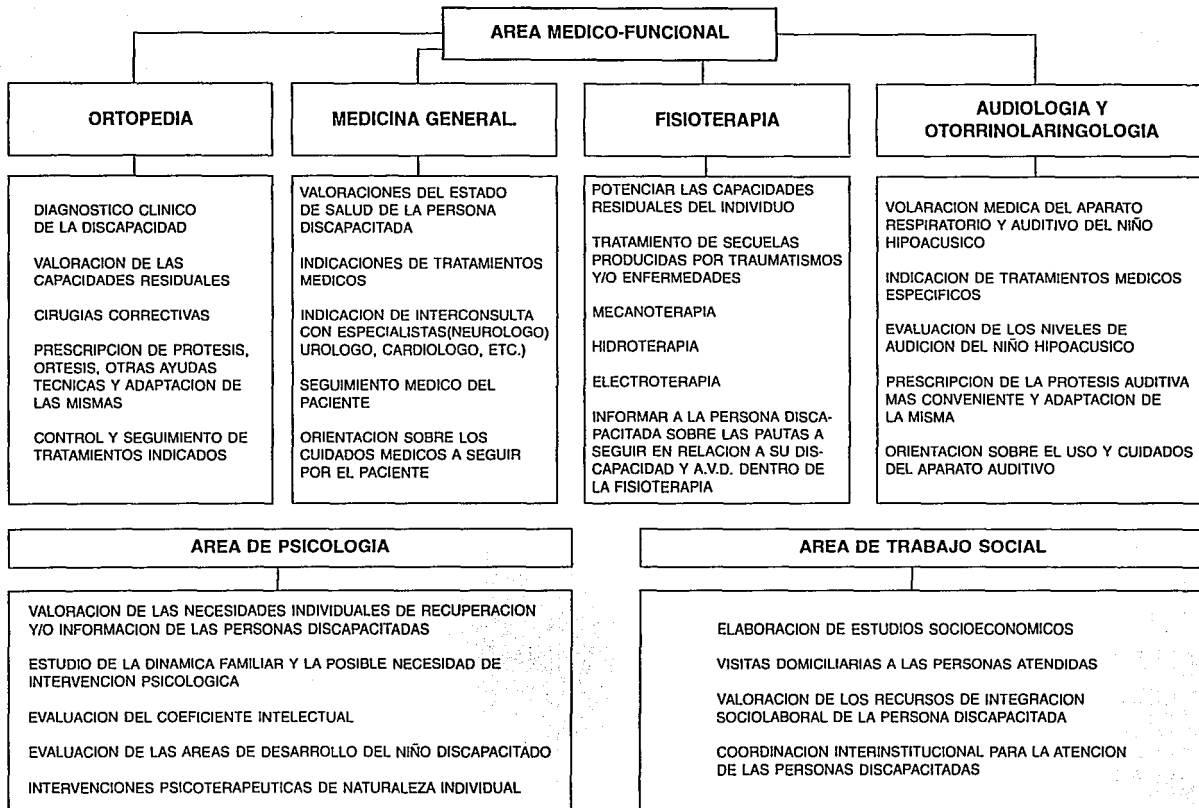 AREA MEDICO-FUNCIONAL
ORTOPEDIA
DIAGNOSTICO CLINICO
DE LA DISCAPACIDAD
VALORACION DE LAS
CAPACIDADES RESIDUALES
CIRUGIAS CORRECTIVAS
PRESCRIPCION DE PROTESIS,
ORTESIS, OTRAS AYUDAS
TECNICAS Y ADAPTACION DE
LAS MISMAS
CONTROL Y SEGUIMIENTO DE
TRATAMIENTOS INDICADOS
MEDICINA GENERAL.
VALORACIONES DEL ESTADO
DE SALUD DE LA PERSONA
DISCAPACITADA
INDICACIONES DE TRATAMIENTOS
MEDICOS
INDICACION DE INTERCONSULTA
CON ESPECIALISTAS(NEUROLOGO)
UROLOGO, CARDIOLOGO, ETC.)
SEGUIMIENTO MEDICO DEL
PACIENTE
ORIENTACION SOBRE LOS
CUIDADOS MEDICOS A SEGUIR
POR EL PACIENTE
FISIOTERAPIA
POTENCIAR LAS CAPACIDADES
RESIDUALES DEL INDIVIDUO
TRATAMIENTO DE SECUELAS
PRODUCIDAS POR TRAUMATISMOS
Y/O ENFERMEDADES
MECANOTERAPIA
HIDROTERAPIA
ELECTROTERAPIA
INFORMAR A LA PERSONA DISCA-
PACITADA SOBRE LAS PAUTAS A
SEGUIR EN RELACION A SU DIS-
CAPACIDAD Y A.V.D. DENTRO DE
LA FISIOTERAPIA
AUDIOLOGIA Y
OTORRINOLARINGOLOGIA
VOLARACION MEDICA DEL APARATO
RESPIRATORIO Y AUDITIVO DEL NIÑO
HIPOACUSICO
INDICACION DE TRATAMIENTOS MEDICOS
ESPECIFICOS
EVALUACION DE LOS NIVELES DE
AUDICION DEL NIÑO HIPOACUSICO
PRESCRIPCION DE LA PROTESIS AUDITIVA
MAS CONVENIENTE Y ADAPTACION DE
LA MISMA
ORIENTACION SOBRE EL USO Y CUIDADOS
DEL APARATO AUDITIVO
AREA DE PSICOLOGIA
VALORACION DE LAS NECESIDADES INDIVIDUALES DE RECUPERACION
Y/O INFORMACION DE LAS PERSONAS DISCAPACITADAS
ESTUDIO DE LA DINAMICA FAMILIAR Y LA POSIBLE NECESIDAD DE
INTERVENCION PSICOLOGICA
EVALUACION DEL COEFICIENTE INTELECTUAL
EVALUACION DE LAS AREAS DE DESARROLLO DEL NIÑO DISCAPACITADO
INTERVENCIONES PSICOTERAPEUTICAS DE NATURALEZA INDIVIDUAL
AREA DE TRABAJO SOCIAL
ELABORACION DE ESTUDIOS SOCIOECONOMICOS
VISITAS DOMICILIARIAS A LAS PERSONAS ATENDIDAS
VALORACION DE LOS RECURSOS DE INTEGRACION
SOCIOLABORAL DE LA PERSONA DISCAPACITADA
COORDINACION INTERINSTITUCIONAL PARA LA ATENCION
DE LAS PERSONAS DISCAPACITADAS